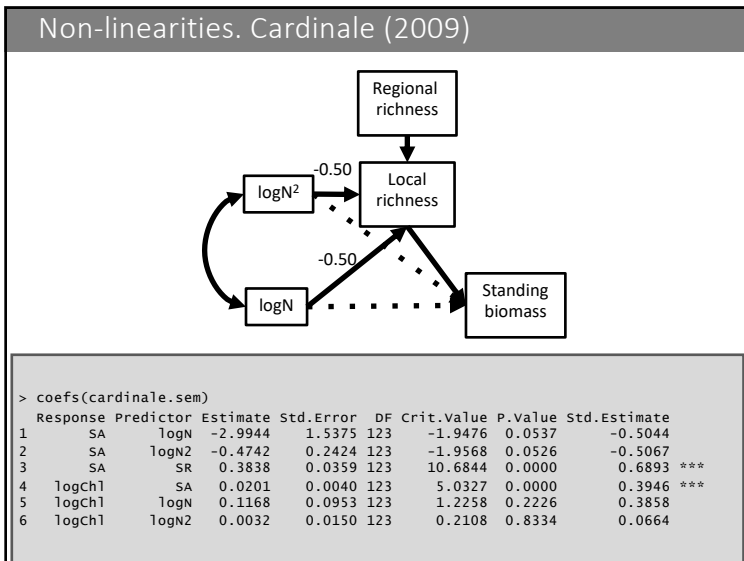 Non-linearities. Cardinale (2009)
Regional
richness
-0.50
logN²
Local
richness
-0.50
logN
Standing
biomass
> coefs(cardinale.sem)
Response Predictor Estimate Std.Error DF Crit.Value P.Value Std.Estimate
1 SA logN -2.9944 1.5375 123 -1.9476 0.0537 -0.5044
2 SA logN2 -0.4742 0.2424 123 -1.9568 0.0526 -0.5067
3 SA SR 0.3838 0.0359 123 10.6844 0.0000 0.6893 ***
4 logChl SA 0.0201 0.0040 123 5.0327 0.0000 0.3946 ***
5 logChl logN 0.1168 0.0953 123 1.2258 0.2226 0.3858
6 logChl logN2 0.0032 0.0150 123 0.2108 0.8334 0.0664